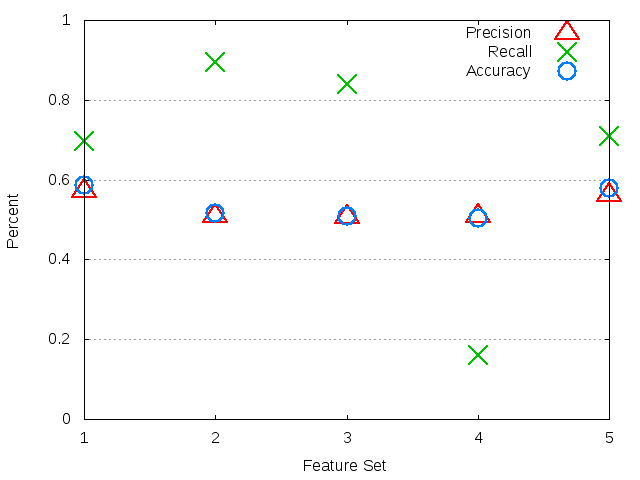 Precision
Recall
Accuracy
1
0.8
0.6
0.4
0.2
0
Percent
1 2 3 4 5
Feature Set